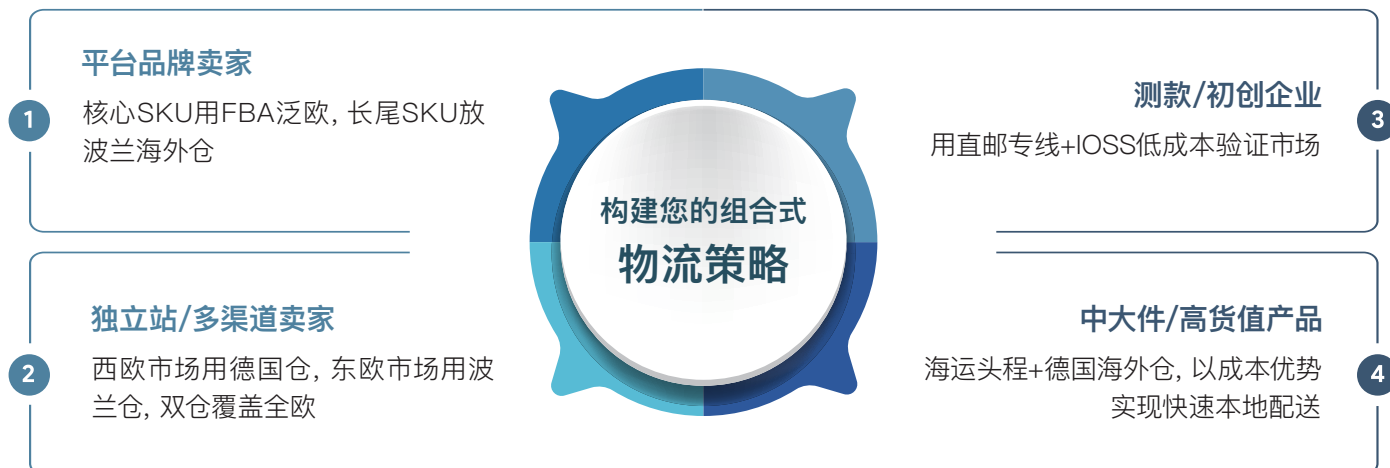 平台品牌卖家
1
核心SKU用FBA泛欧, 长尾SKU放
波兰海外仓
独立站/多渠道卖家
2
西欧市场用德国仓, 东欧市场用波
兰仓, 双仓覆盖全欧
构建您的组合式
物流策略
测款/初创企业
3
用直邮专线+IOSS低成本验证市场
中大件/高货值产品
4
海运头程+德国海外仓, 以成本优势
实现快速本地配送